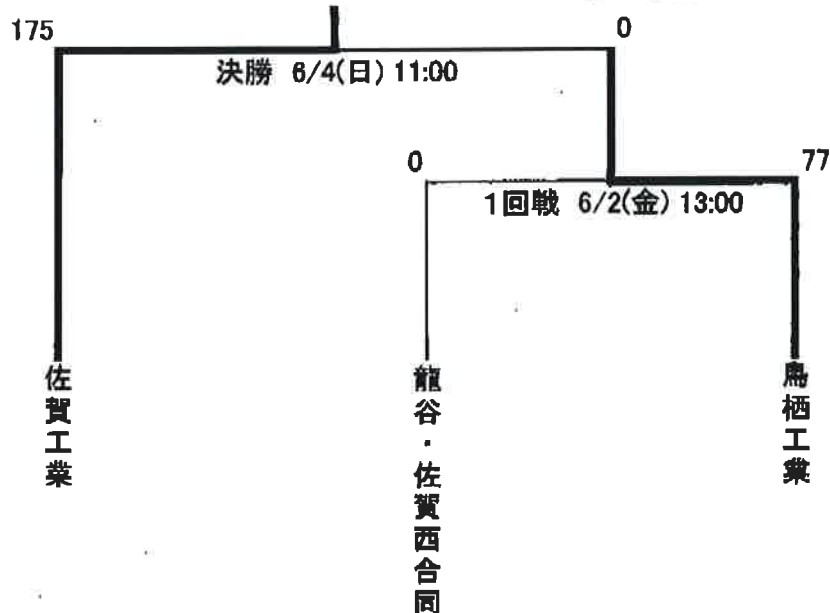 175
0
決勝 6/4(日) 11:00
0
77
1回戦 6/2(金) 13:00
佐賀工業
龍谷・佐賀西合同
鳥栖工業